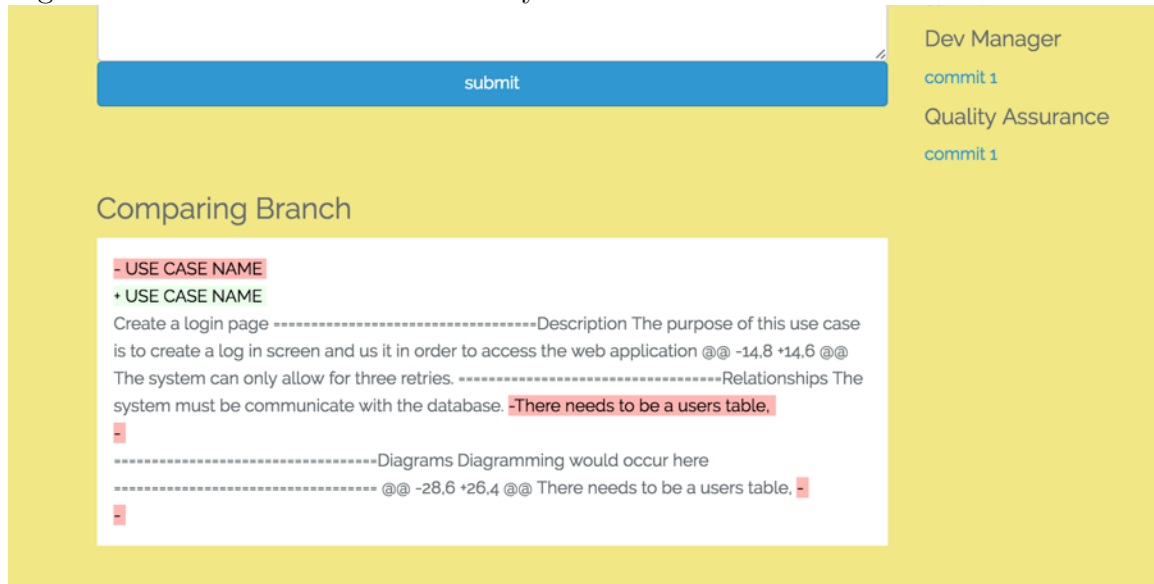 submit
Dev Manager
commit 1
Quality Assurance
commit 1
Comparing Branch
- USE CASE NAME
+ USE CASE NAME
Create a login page ===================================Description The purpose of this use case
is to create a log in screen and us it in order to access the web application @@ -14,8 +14,6 @@
The system can only allow for three retries. ===================================Relationships The
system must be communicate with the database. -There needs to be a users table,
-
===================================Diagrams Diagramming would occur here
=================================== @@ -28,6 +26,4 @@ There needs to be a users table, -
-